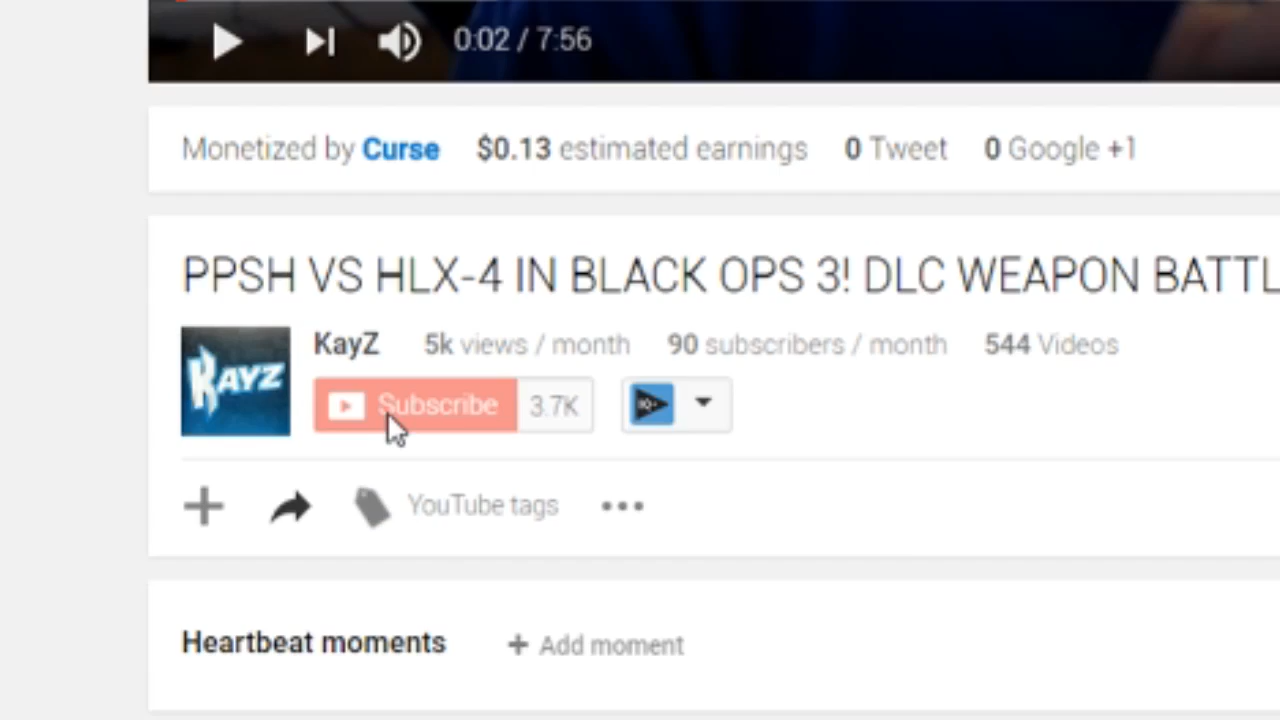 0:02 / 7:56
Monetized by Curse $0.13 estimated earnings 0 Tweet 0 Google +1
PPSH VS HLX-4 IN BLACK OPS 3! DLC WEAPON BATTL
KAYZ
KayZ 5k views / month 90 subscribers / month 544 Videos
Subscribe 3.7K
YouTube tags
Heartbeat moments + Add moment